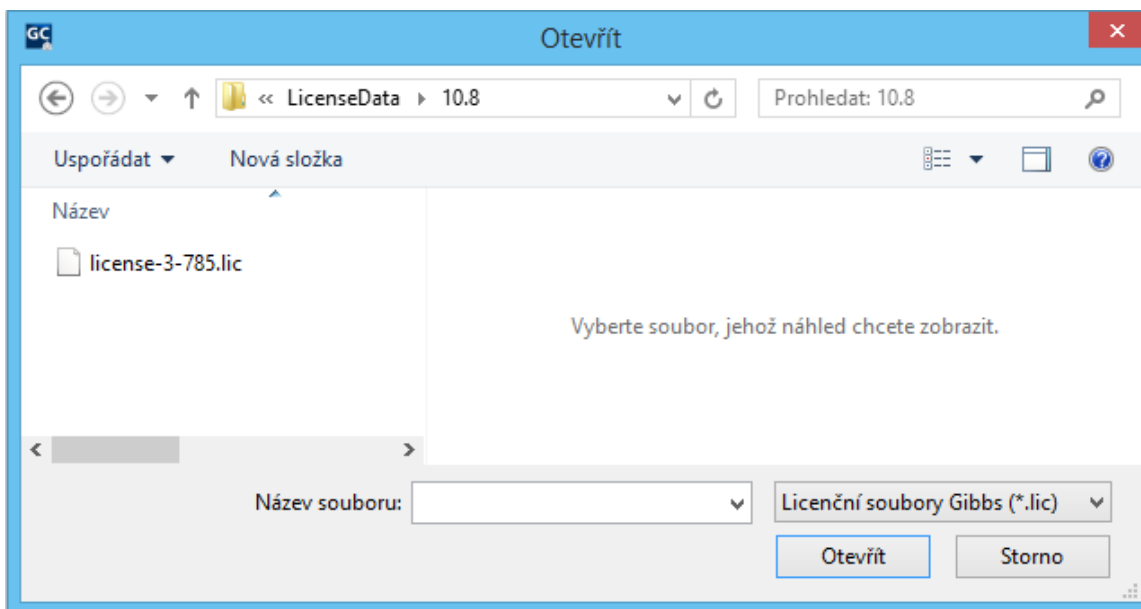 GC
Otevřít
« LicenseData 10.8
Prohledat: 10.8
Uspořádat Nová složka
Název
license-3-785.lic
Vyberte soubor, jehož náhled chcete zobrazit.
Název souboru:
Licenční soubory Gibbs (*.lic)
Otevřít Storno